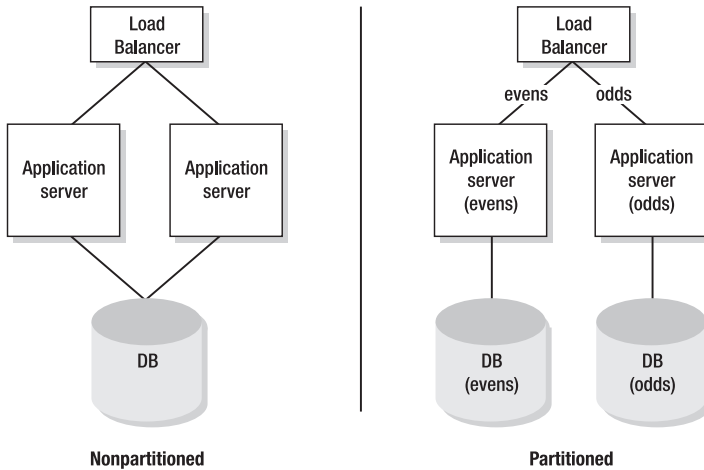 Load
Balancer
Application
server
Application
server
DB
Nonpartitioned
Load
Balancer
evens
odds
Application
server
(evens)
Application
server
(odds)
DB
(evens)
DB
(odds)
Partitioned